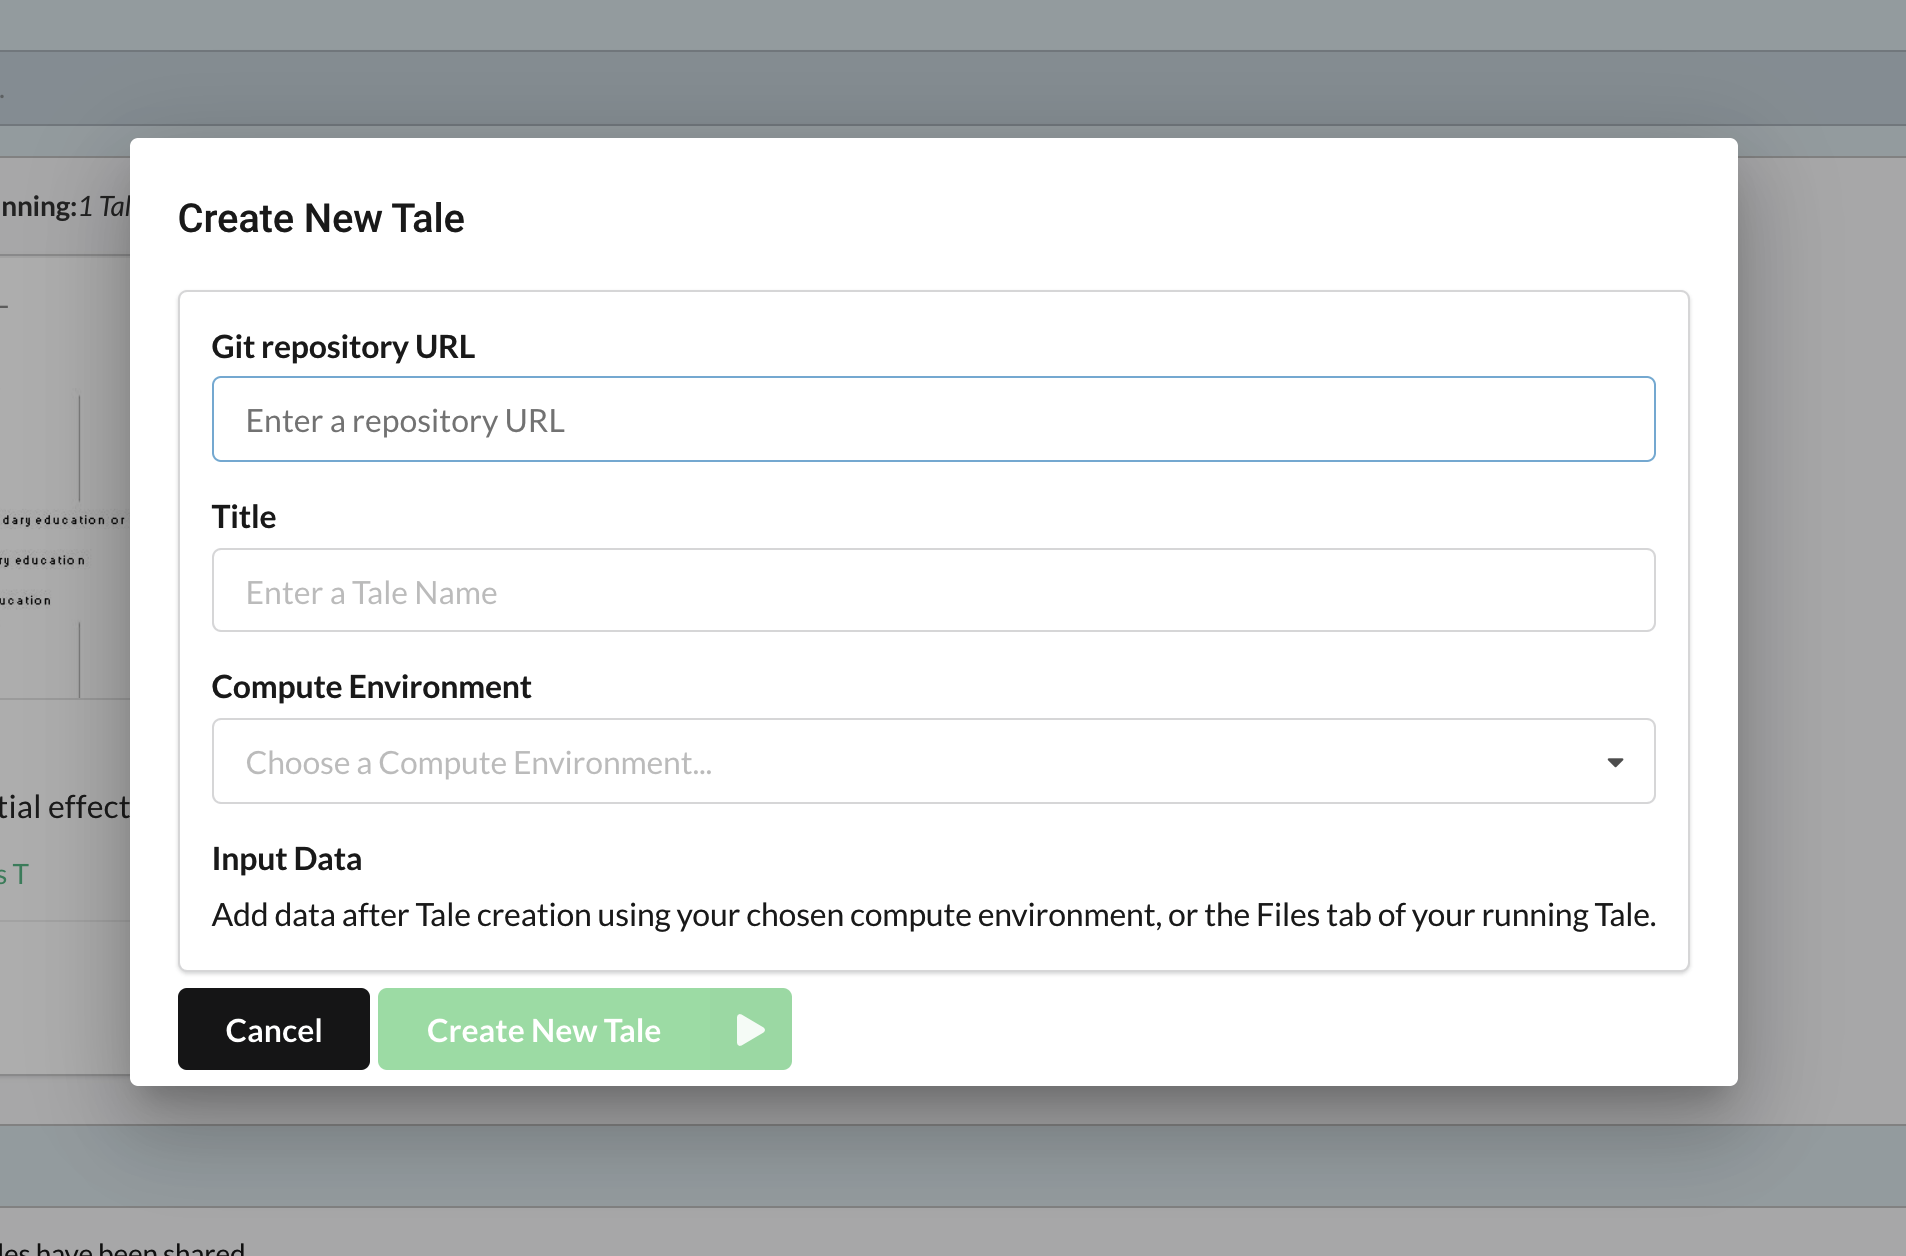 nning: 1 Tal
Create New Tale
Git repository URL
Enter a repository URL
dary education or
Title
ry education
Enter a Tale Name
ucation
Compute Environment
Choose a Compute Environment...
tial effect
Input Data
s T
Add data after Tale creation using your chosen compute environment, or the Files tab of your running Tale.
Cancel
Create New Tale
les have been shared